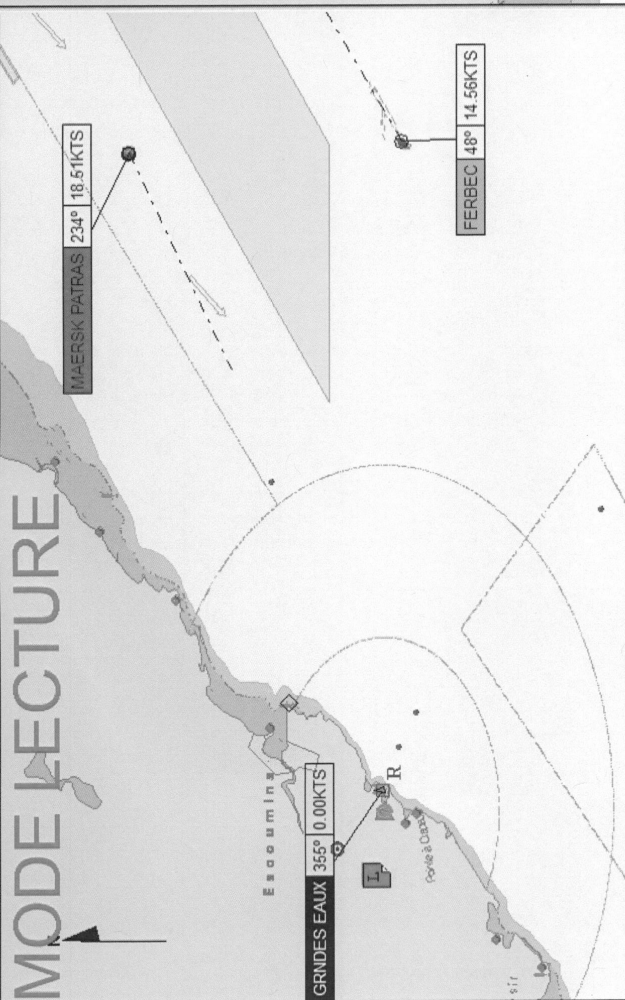 MODE LECTURE
MAERSK PATRAS 234° 18.51KTS
FERBEC 48° 14.56KTS
Escoumins
GRNDES EAUX 355° 0.00KTS
R
L